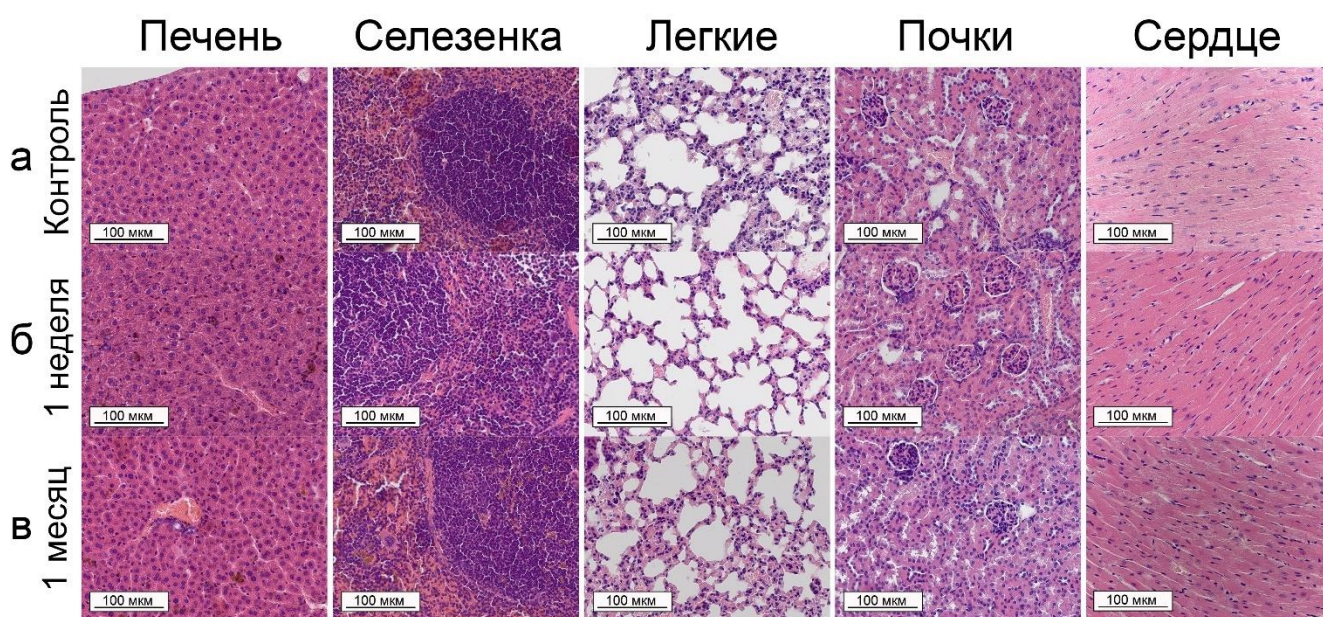 Печень Селезенка Легкие Почки Сердце
а Контроль
100 мкм 100 мкм 100 мкм 100 мкм 100 мкм
б 1 неделя
100 мкм 100 мкм 100 мкм 100 мкм 100 мкм
в 1 месяц
100 мкм 100 мкм 100 мкм 100 мкм 100 мкм